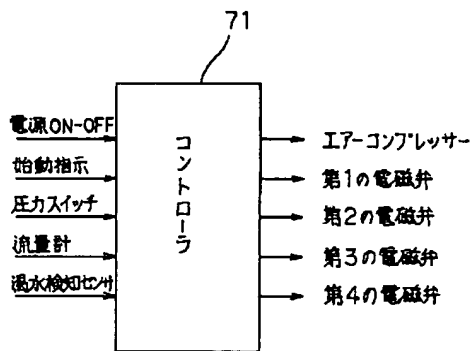 71
電源ON-OFF
始動指示
圧力スイッチ
流量計
漏水検知センサ
コントローラ
エアーコンプレッサー
第1の電磁弁
第2の電磁弁
第3の電磁弁
第4の電磁弁